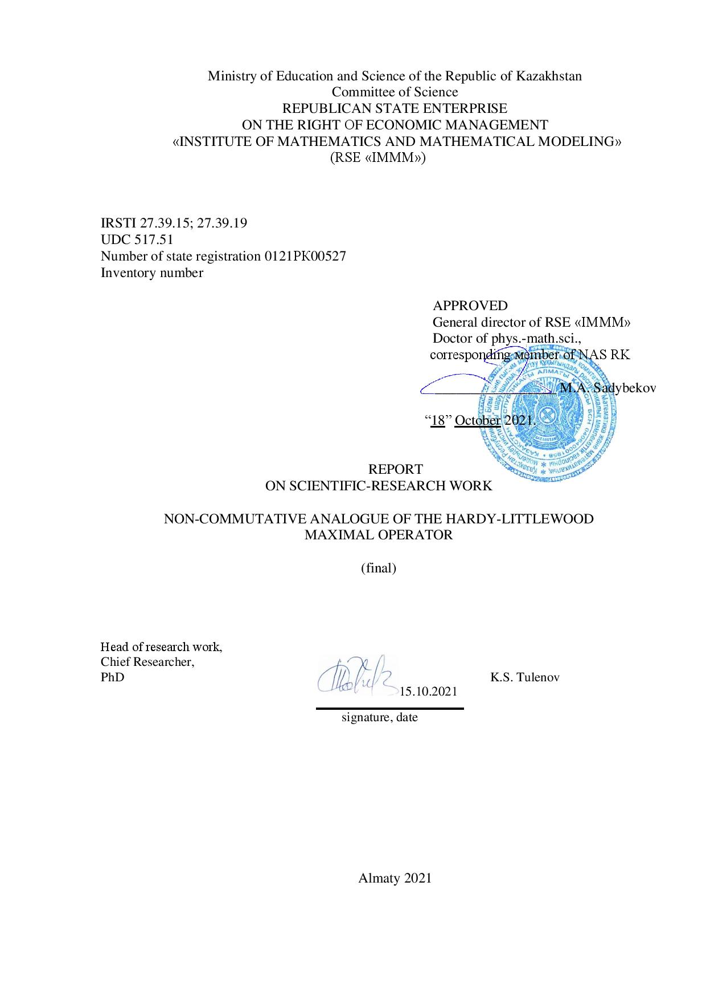 Ministry of Education and Science of the Republic of Kazakhstan
Committee of Science
REPUBLICAN STATE ENTERPRISE
ON THE RIGHT OF ECONOMIC MANAGEMENT
«INSTITUTE OF MATHEMATICS AND MATHEMATICAL MODELING»
(RSE «IMMM»)
IRSTI 27.39.15; 27.39.19
UDC 517.51
Number of state registration 0121РК00527
Inventory number
APPROVED
General director of RSE «IMMM»
Doctor of phys.-math.sci.,
corresponding мember of NAS RK
M.A. Sadybekov
“18” October 2021.
REPORT
ON SCIENTIFIC-RESEARCH WORK
NON-COMMUTATIVE ANALOGUE OF THE HARDY-LITTLEWOOD
MAXIMAL OPERATOR
(final)
Head of research work,
Chief Researcher,
PhD
K.S. Tulenov
15.10.2021
signature, date
Almaty 2021